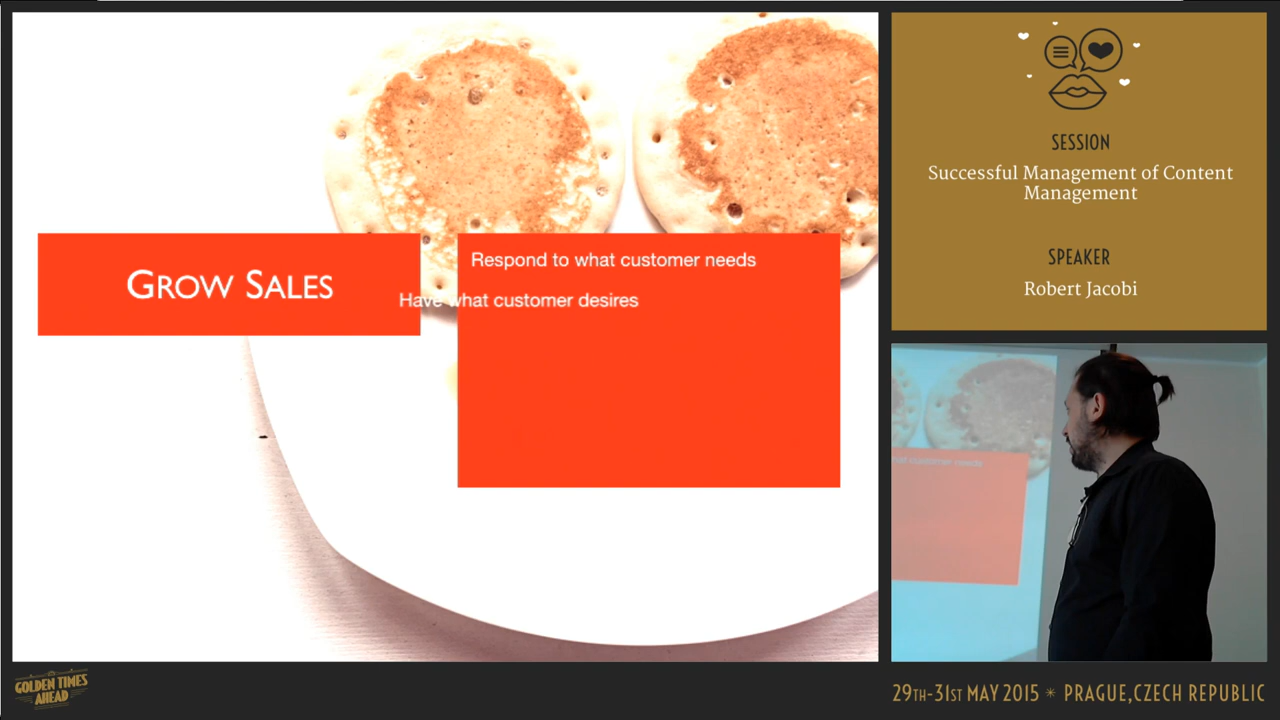 GROW SALES
Respond to what customer needs
Have what customer desires
SESSION
Successful Management of Content
Management
SPEAKER
Robert Jacobi
what customer needs
GOLDEN TIMES
AHEAD
29TH-31ST MAY 2015 * PRAGUE,CZECH REPUBLIC